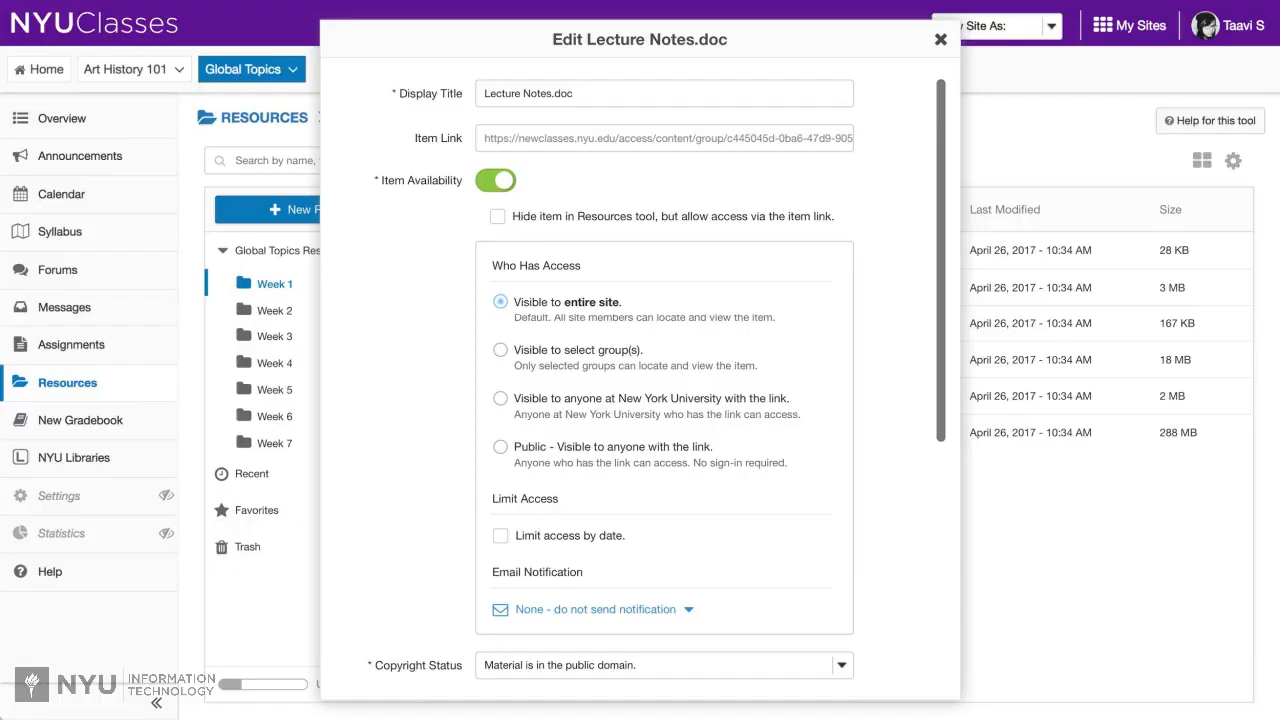 NYUClasses
Site As:
My Sites
Taavi S
Home
Art History 101
Global Topics
Overview
Announcements
Calendar
Syllabus
Forums
Messages
Assignments
Resources
New Gradebook
NYU Libraries
Settings
Statistics
Help
RESOURCES
Search by name,
New
Global Topics
Week 1
Week 2
Week 3
Week 4
Week 5
Week 6
Week 7
Recent
Favorites
Trash
Edit Lecture Notes.doc
* Display Title
Lecture Notes.doc
Item Link
https://newclasses.nyu.edu/access/content/group/c445045d-0ba6-47d9-905
* Item Availability
Hide item in Resources tool, but allow access via the item link.
Who Has Access
Visible to entire site.
Default. All site members can locate and view the item.
Visible to select group(s).
Only selected groups can locate and view the item.
Visible to anyone at New York University with the link.
Anyone at New York University who has the link can access.
Public - Visible to anyone with the link.
Anyone who has the link can access. No sign-in required.
Limit Access
Limit access by date.
Email Notification
None - do not send notification
* Copyright Status
Material is in the public domain.
Help for this tool
Last Modified Size
April 26, 2017 - 10:34 AM 28 KB
April 26, 2017 - 10:34 AM 3 MB
April 26, 2017 - 10:34 AM 167 KB
April 26, 2017 - 10:34 AM 18 MB
April 26, 2017 - 10:34 AM 2 MB
April 26, 2017 - 10:34 AM 288 MB
NYU INFORMATION
TECHNOLOGY